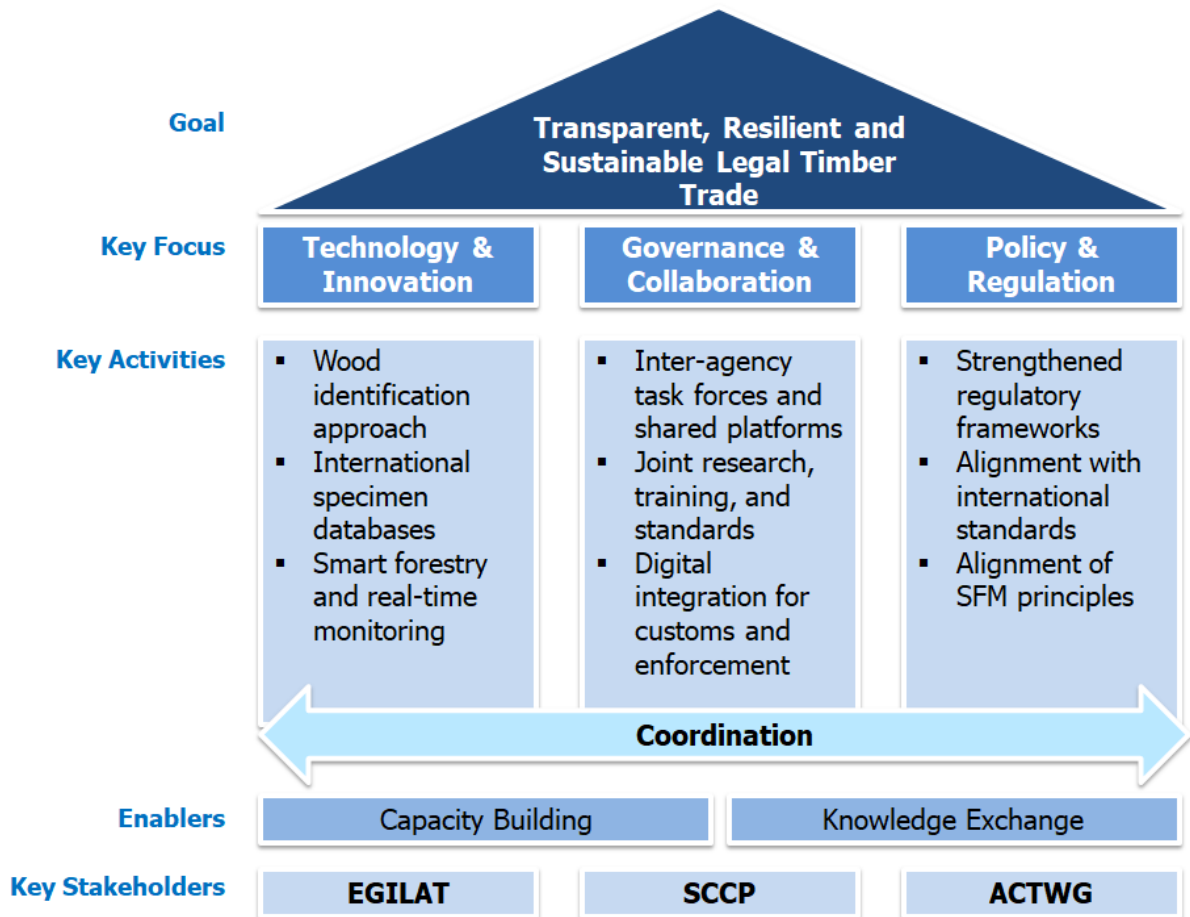 Goal
Transparent, Resilient and
Sustainable Legal Timber
Trade
Key Focus
Technology &
Innovation
Governance &
Collaboration
Policy &
Regulation
Key Activities
▪ Wood
identification
approach
▪ International
specimen
databases
▪ Smart forestry
and real-time
monitoring
▪ Inter-agency
task forces and
shared platforms
▪ Joint research,
training, and
standards
▪ Digital
integration for
customs and
enforcement
▪ Strengthened
regulatory
frameworks
▪ Alignment with
international
standards
▪ Alignment of
SFM principles
Coordination
Enablers
Capacity Building
Knowledge Exchange
Key Stakeholders
EGILAT
SCCP
ACTWG